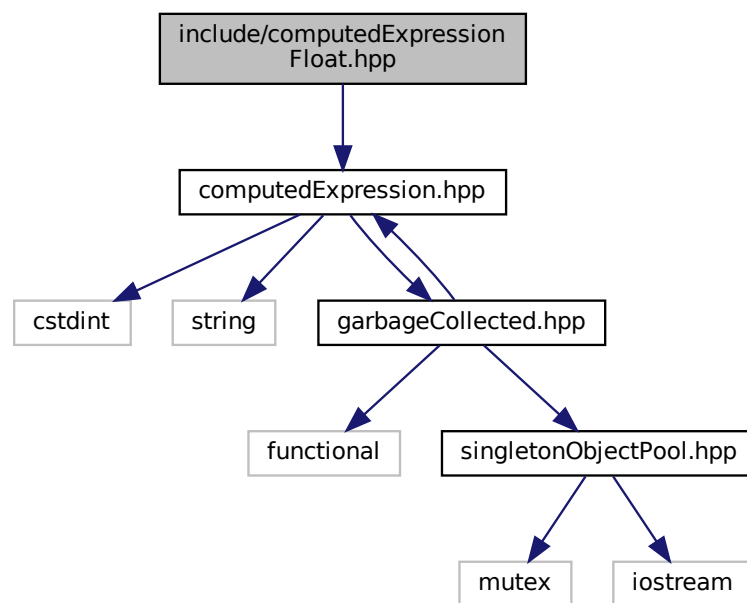 include/computedExpression
Float.hpp
computedExpression.hpp
cstdint
string
garbageCollected.hpp
functional
singletonObjectPool.hpp
mutex
iostream